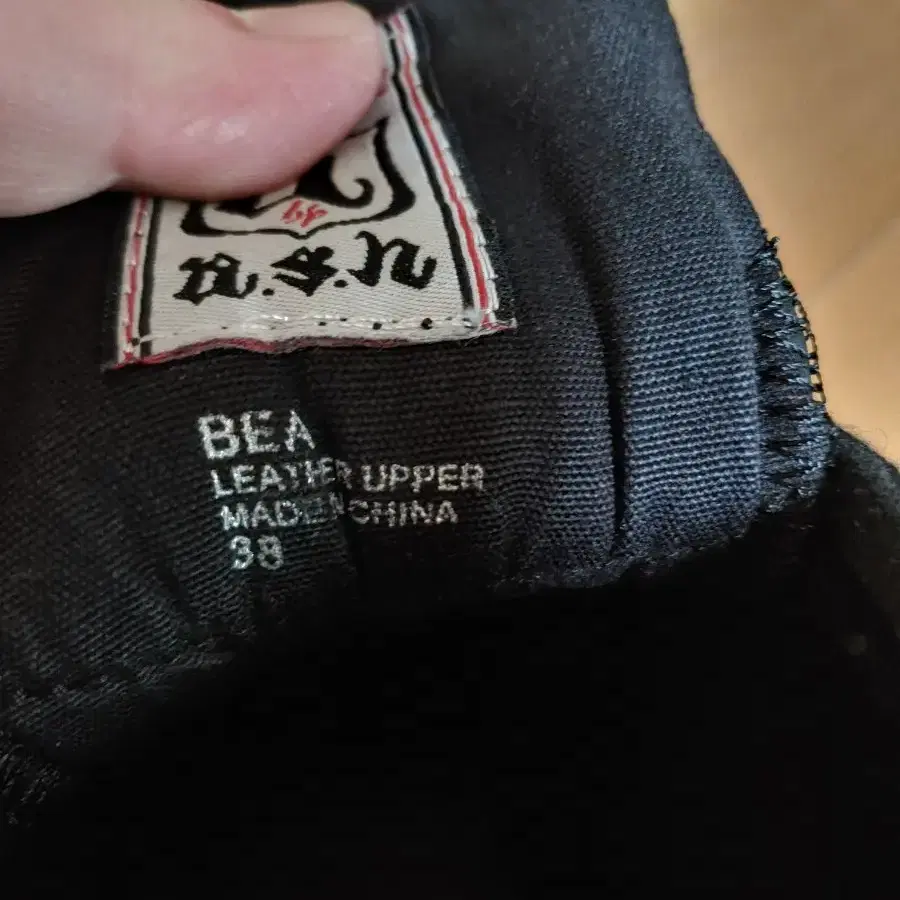 BEA
LEATHER UPPER
MADE IN CHINA
38